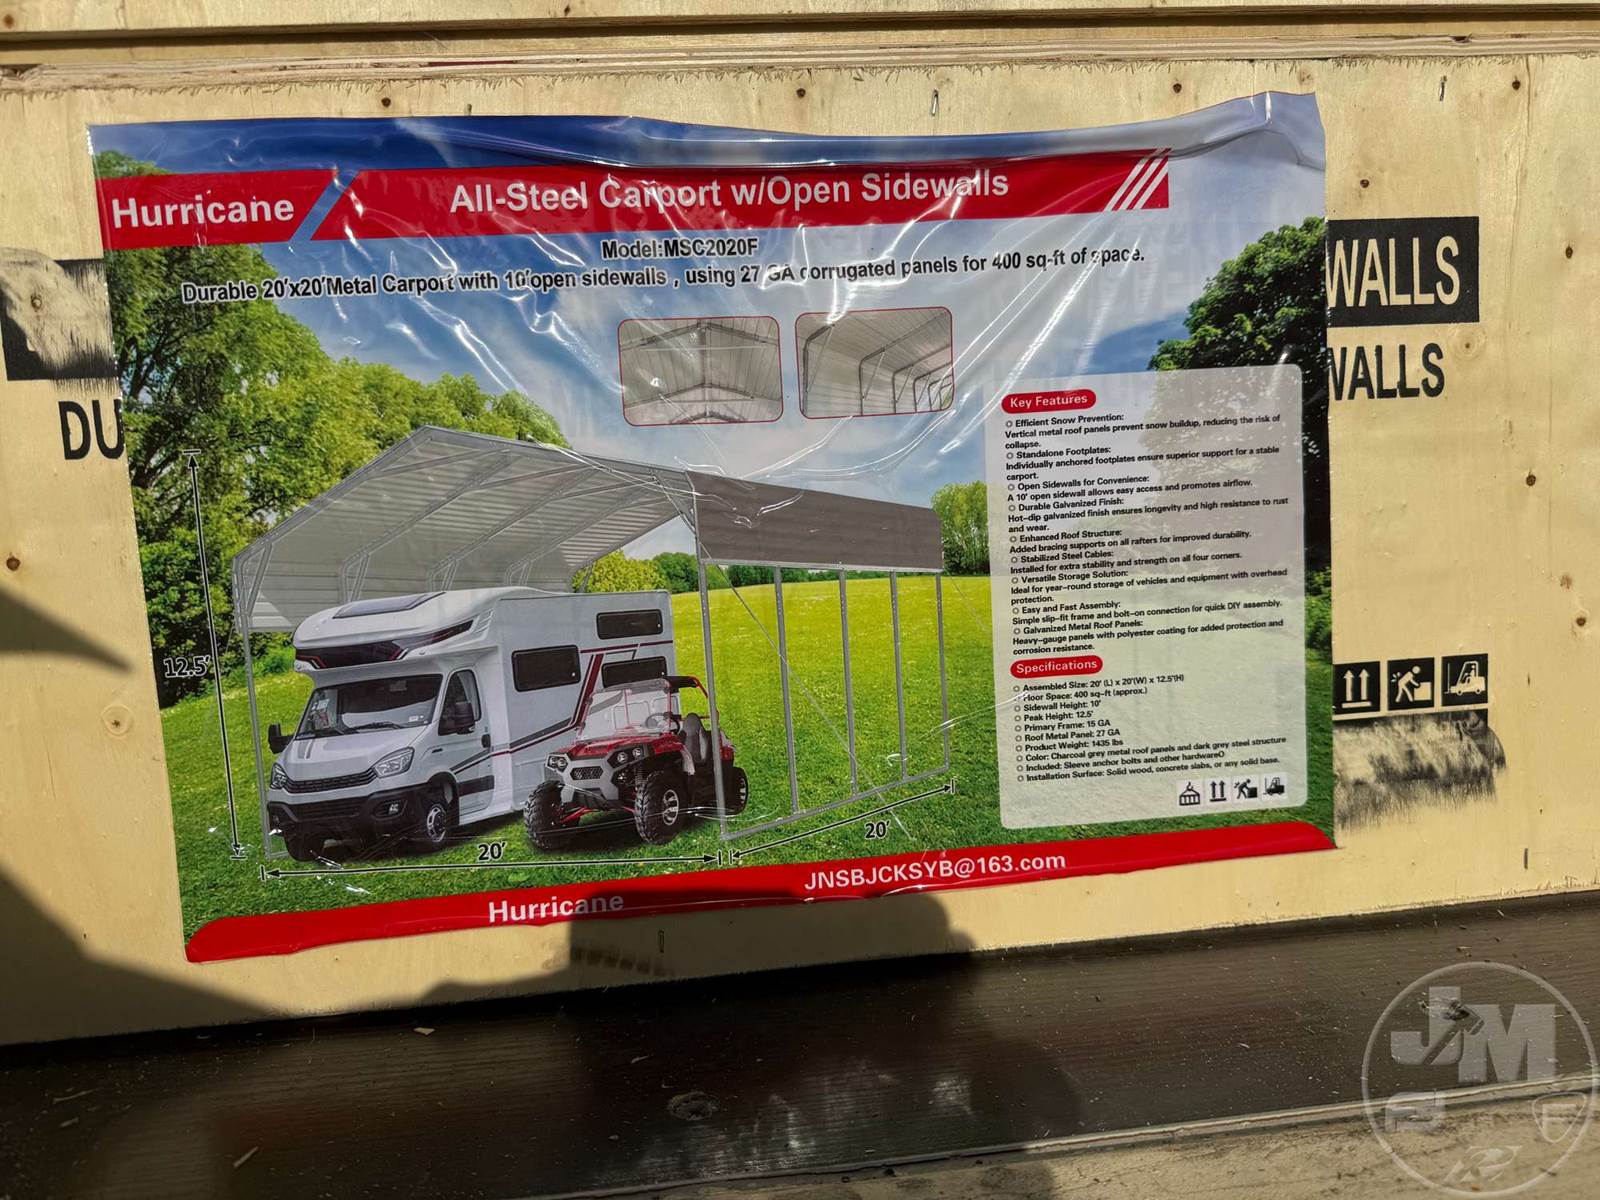 Hurricane
All-Steel Carport w/Open Sidewalls
Model:MSC2020F
Durable 20'x20'Metal Carport with 10'open sidewalls , using 27 GA corrugated panels for 400 sq-ft of space.
WALLS
DU
WALLS
Key Features
Efficient Snow Prevention:
Vertical metal roof panels prevent snow buildup, reducing the risk of
collapse.
Standalone Footplates:
Individually anchored footplates ensure superior support for a stable
carport.
Open Sidewalls for Convenience:
A 10' open sidewall allows easy access and promotes airflow.
Durable Galvanized Finish:
Hot-dip galvanized finish ensures longevity and high resistance to rust
and wear.
Enhanced Roof Structure:
Added bracing supports on all rafters for improved durability.
Stabilized Steel Cables:
Installed for extra stability and strength on all four corners.
Versatile Storage Solution:
Ideal for year-round storage of vehicles and equipment with overhead
protection.
Easy and Fast Assembly:
Simple slip-fit frame and bolt-on connection for quick DIY assembly.
Galvanized Metal Roof Panels:
Heavy-gauge panels with polyester coating for added protection and
corrosion resistance.
Specifications
Assembled Size: 20' (L) x 20'(W) x 12.5'(H)
Floor Space: 400 sq-ft (approx.)
Sidewall Height: 10'
Peak Height: 12.5'
Primary Frame: 15 GA
Roof Metal Panel: 27 GA
Product Weight: 1435 lbs
Color: Charcoal grey metal roof panels and dark grey steel structure
Included: Sleeve anchor bolts and other hardwareO
Installation Surface: Solid wood, concrete slabs, or any solid base.
12.5'
20'
20'
JNSBJCKSYB@163.com
Hurricane
JM